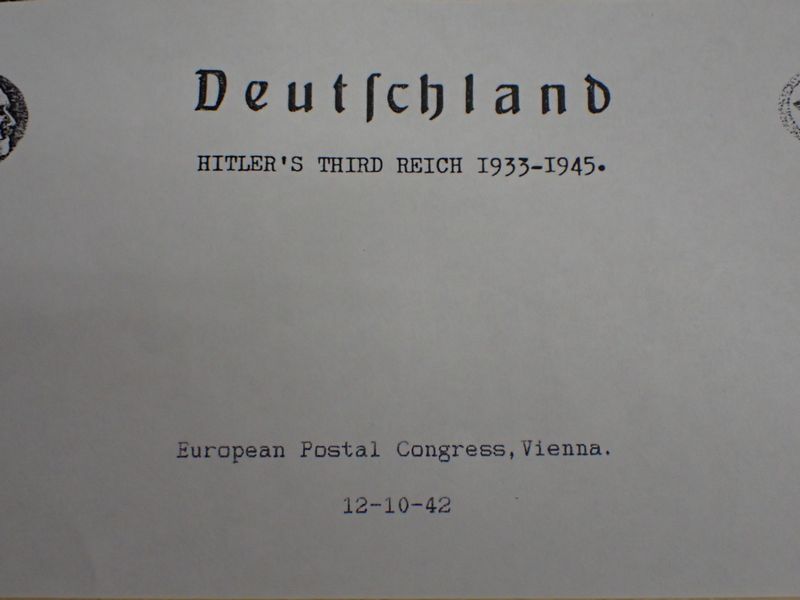 Deutſchland
HITLER'S THIRD REICH 1933-1945.
European Postal Congress, Vienna.
12-10-42